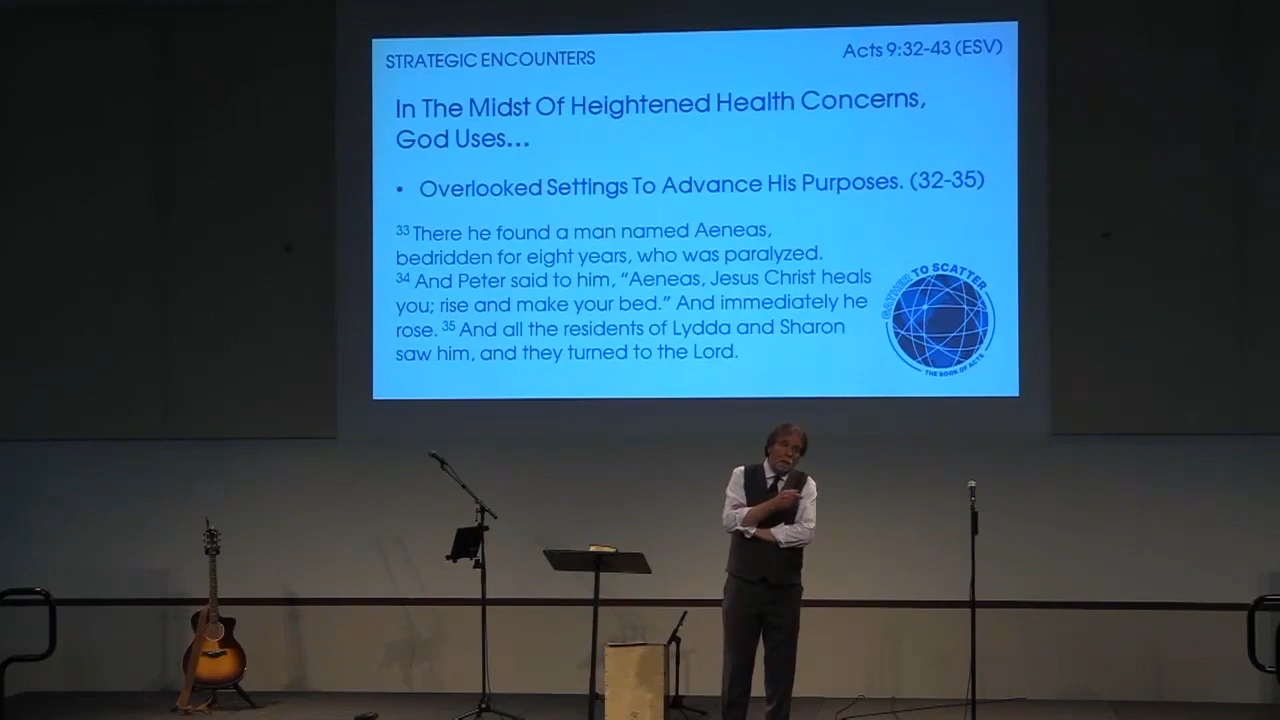 STRATEGIC ENCOUNTERS
Acts 9:32-43 (ESV)
In The Midst Of Heightened Health Concerns,
God Uses...
• Overlooked Settings To Advance His Purposes. (32-35)
33 There he found a man named Aeneas,
bedridden for eight years, who was paralyzed.
34 And Peter said to him, “Aeneas, Jesus Christ heals
you; rise and make your bed.” And immediately he
rose. 35 And all the residents of Lydda and Sharon
saw him, and they turned to the Lord.
GATHER TO SCATTER
THE BOOK OF ACTS